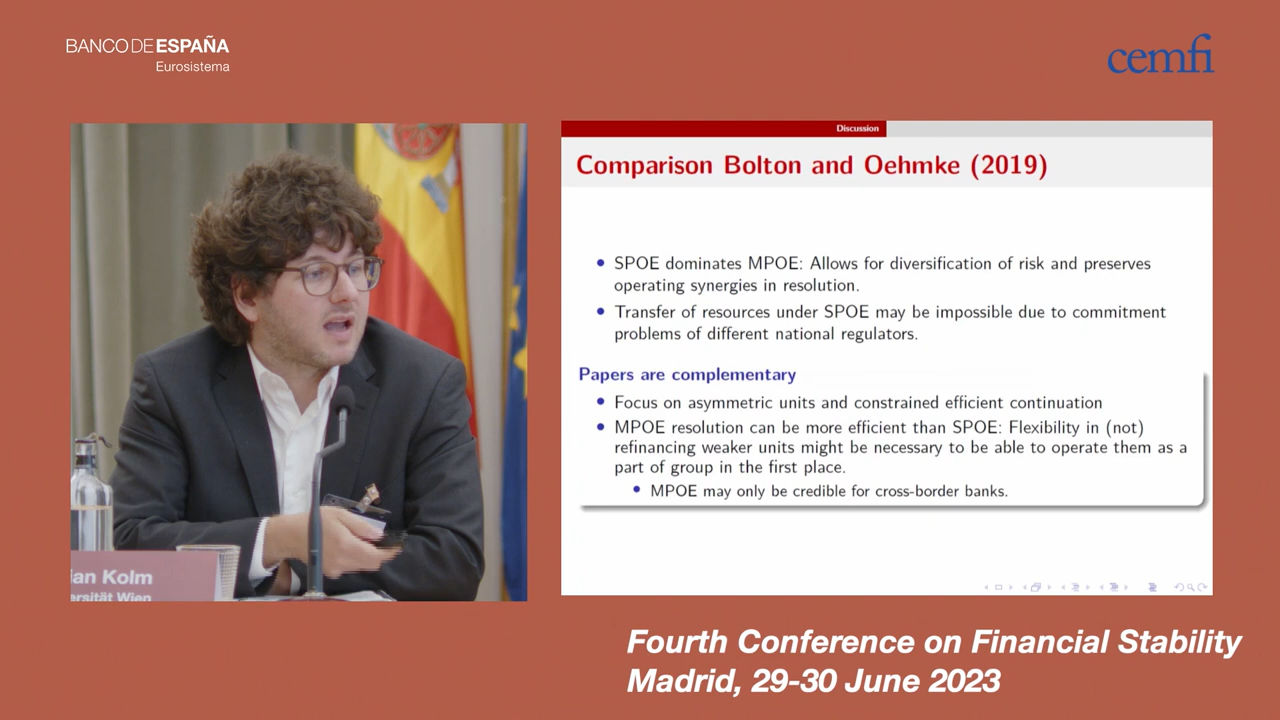 BANCO DE ESPAÑA
Eurosistema
cemfi
ian Kolm
ersität Wien
Discussion
Comparison Bolton and Oehmke (2019)
SPOE dominates MPOE: Allows for diversification of risk and preserves
operating synergies in resolution.
Transfer of resources under SPOE may be impossible due to commitment
problems of different national regulators.
Papers are complementary
Focus on asymmetric units and constrained efficient continuation
MPOE resolution can be more efficient than SPOE: Flexibility in (not)
refinancing weaker units might be necessary to be able to operate them as a
part of group in the first place.
MPOE may only be credible for cross-border banks.
Fourth Conference on Financial Stability
Madrid, 29-30 June 2023